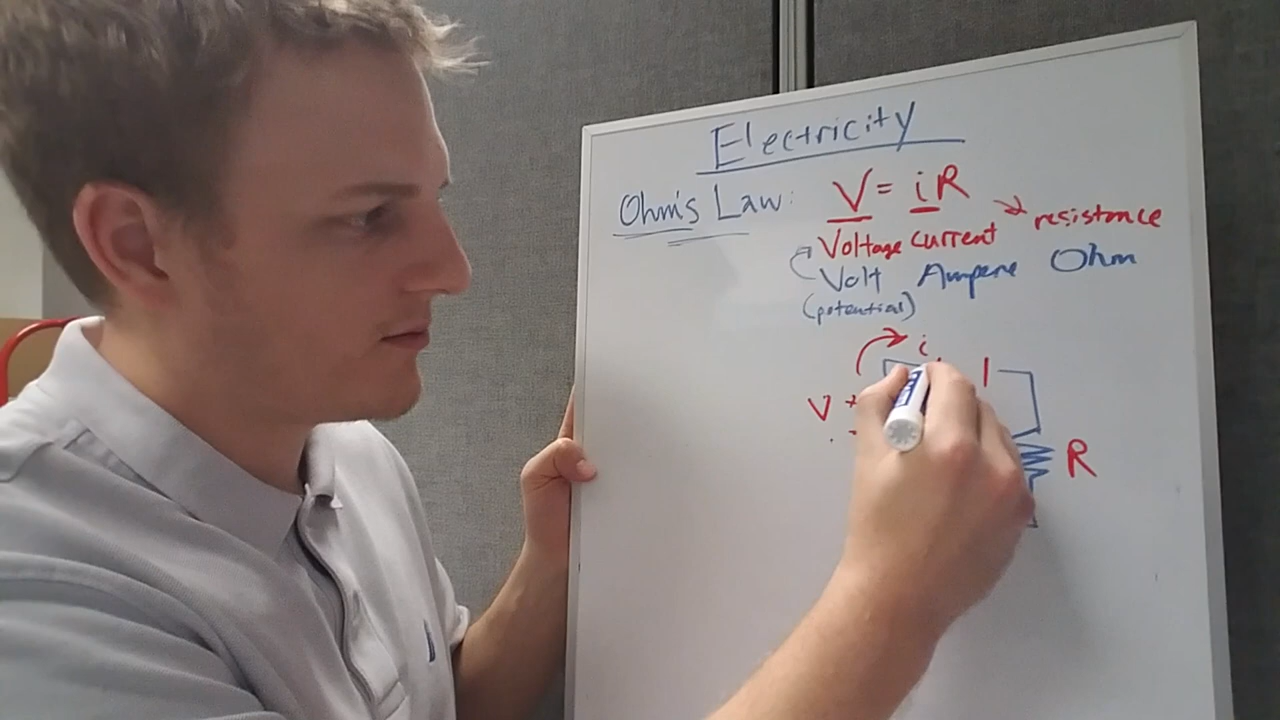 Electricity
Ohm's Law: V = iR
Voltage current → resistance
Volt Ampere Ohm
(potential)
i
V +
-
R